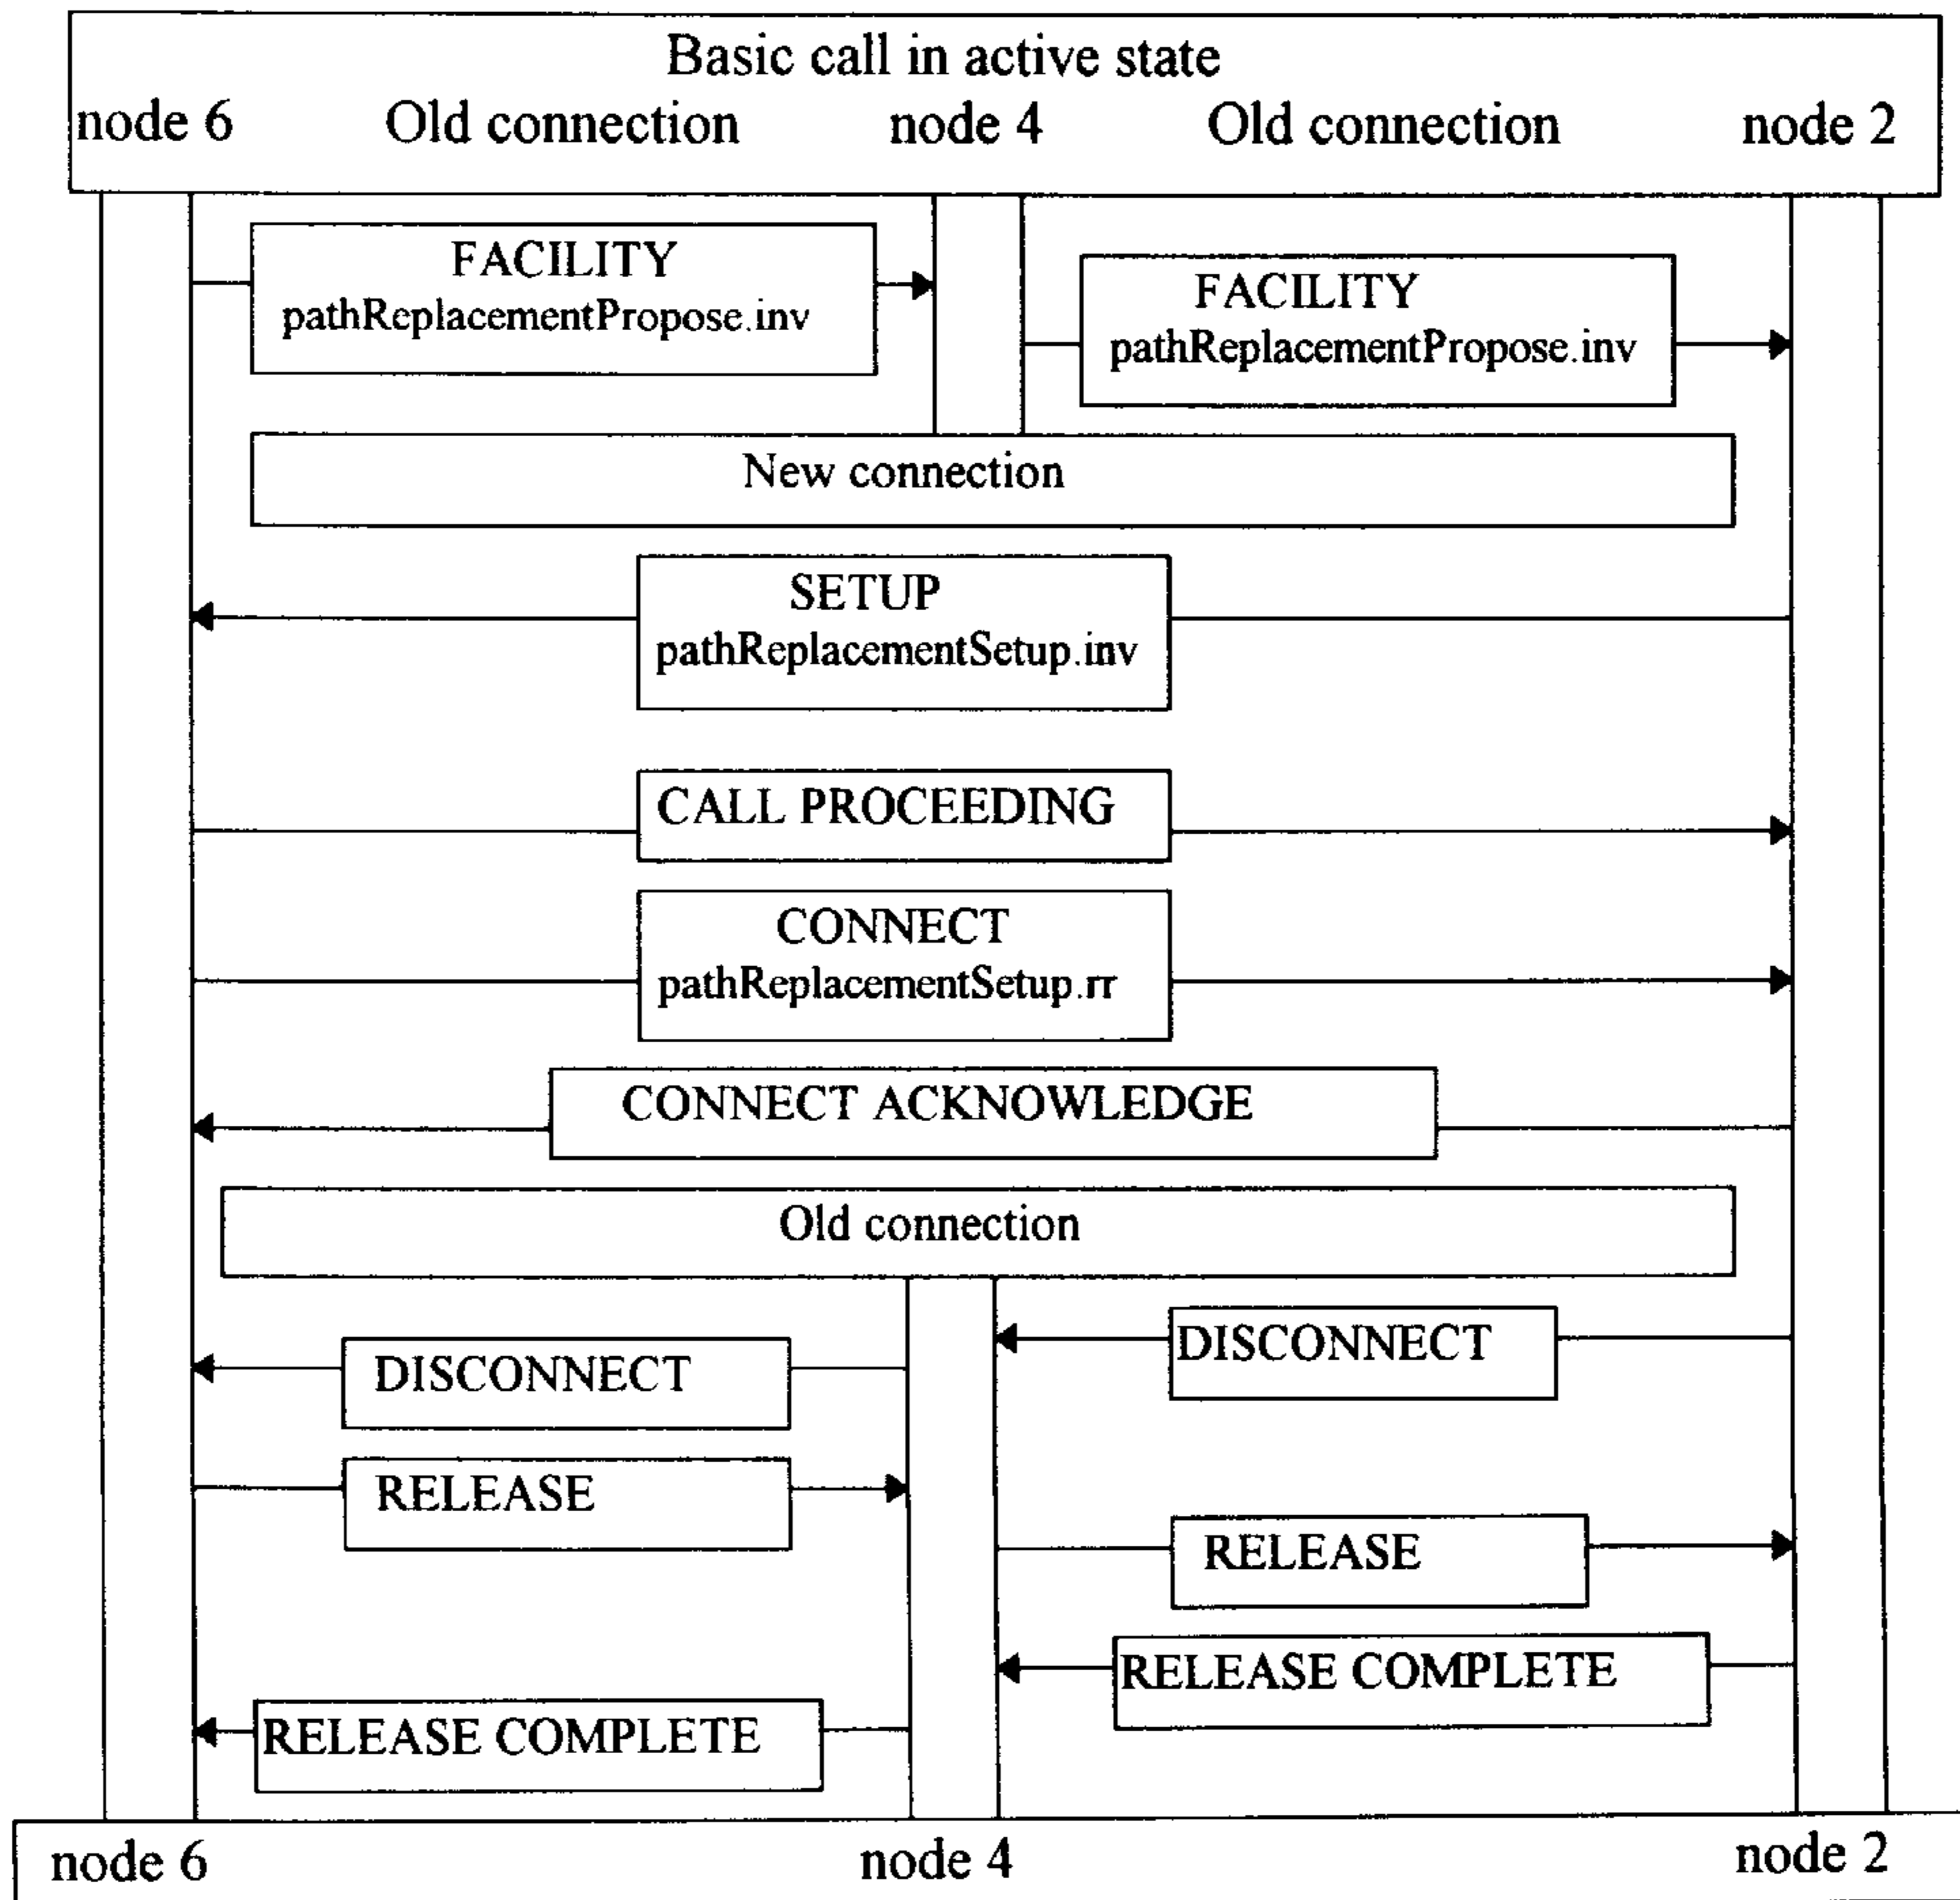 Basic call in active state
node 6 Old connection node 4 Old connection node 2
FACILITY
pathReplacementPropose.inv
FACILITY
pathReplacementPropose.inv
New connection
SETUP
pathReplacementSetup.inv
CALL PROCEEDING
CONNECT
pathReplacementSetup.rr
CONNECT ACKNOWLEDGE
Old connection
DISCONNECT
DISCONNECT
RELEASE
RELEASE
RELEASE COMPLETE
RELEASE COMPLETE
node 6 node 4 node 2